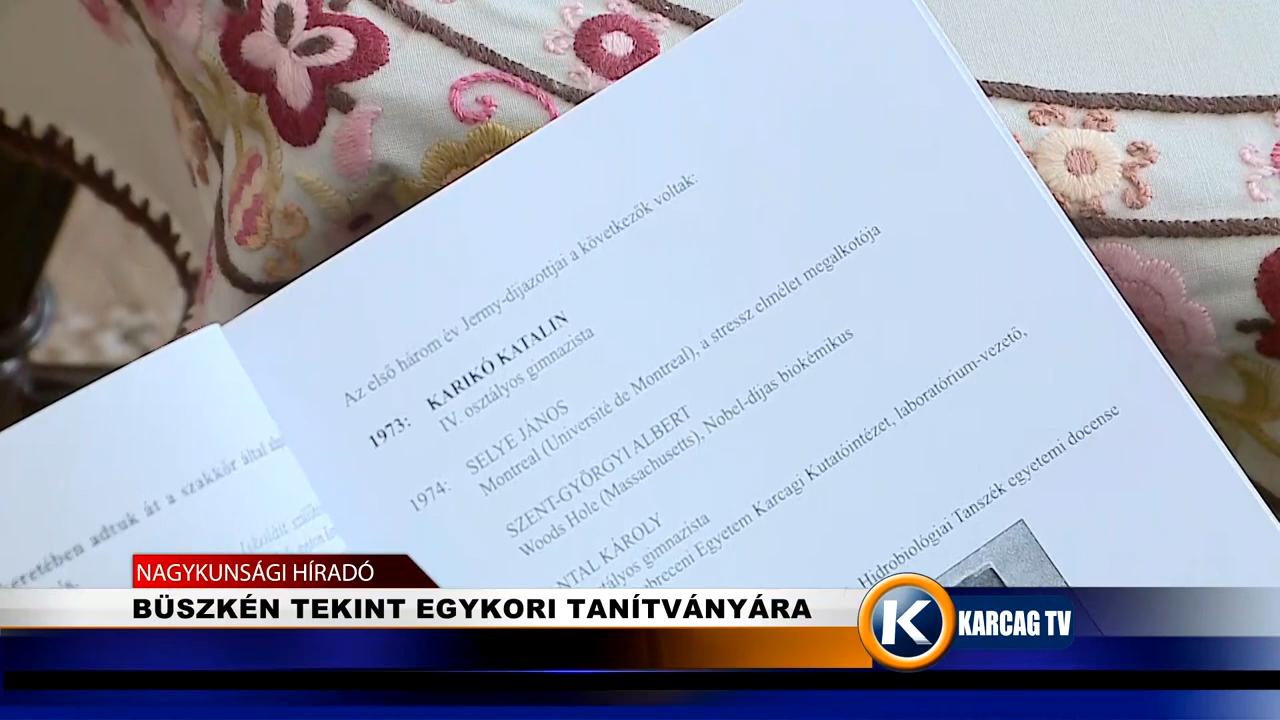 Az első három év Jermy-díjazottjai a következők voltak:
1973: KARIKÓ KATALIN
IV. osztályos gimnazista
1974: SELYE JÁNOS
Montreal (Université de Montreal), a stressz elmélet megalkotója
SZENT-GYÖRGYI ALBERT
Woods Hole (Massachusetts), Nobel-díjas biokémikus
NTAL KÁROLY
gimnazista
Egyetem Karcagi Kutatóintézet, laboratórium-vezető,
Hidrobiológiai Tanszék egyetemi docense
adtuk át a szakkör által
NAGYKUNSÁGI HÍRADÓ
BÜSZKÉN TEKINT EGYKORI TANÍTVÁNYÁRA
K KARCAG TV